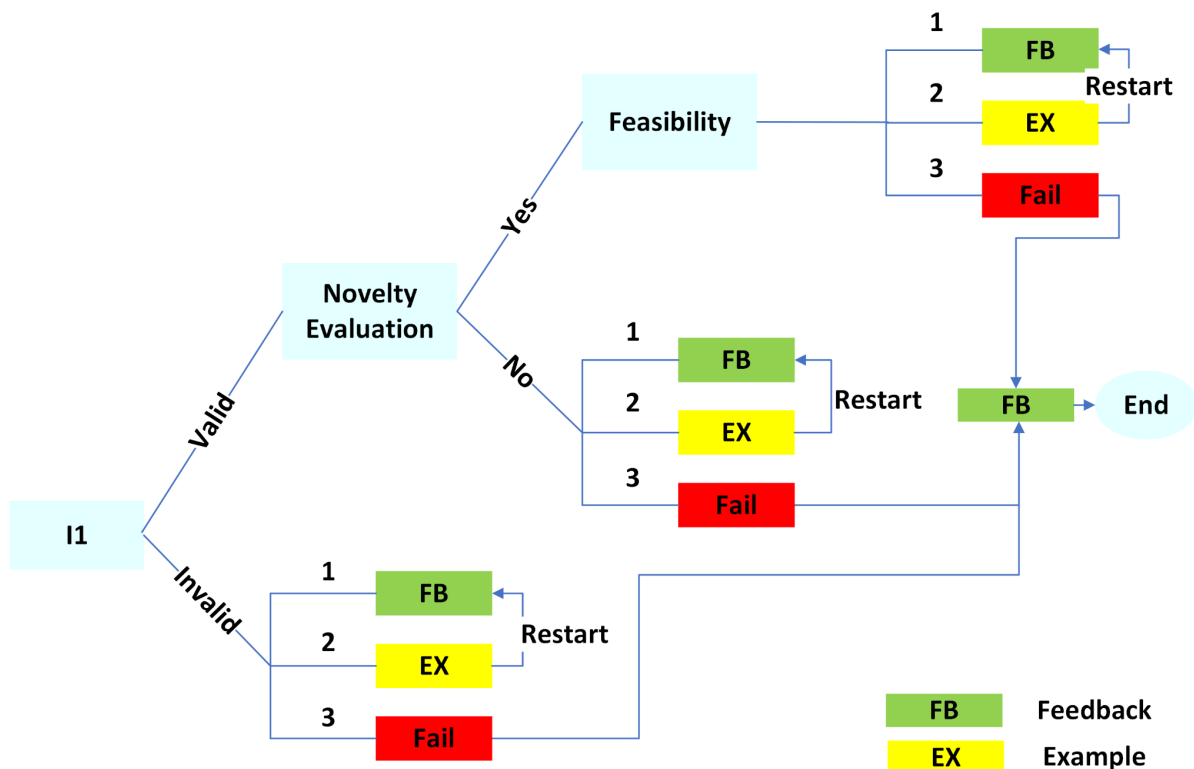 1
FB
Restart
2
EX
Feasibility
3
Fail
Yes
Novelty
Evaluation
No
1
FB
Restart
2
EX
3
Fail
FB
End
Valid
I1
Invalid
1
FB
Restart
2
EX
3
Fail
FB Feedback
EX Example